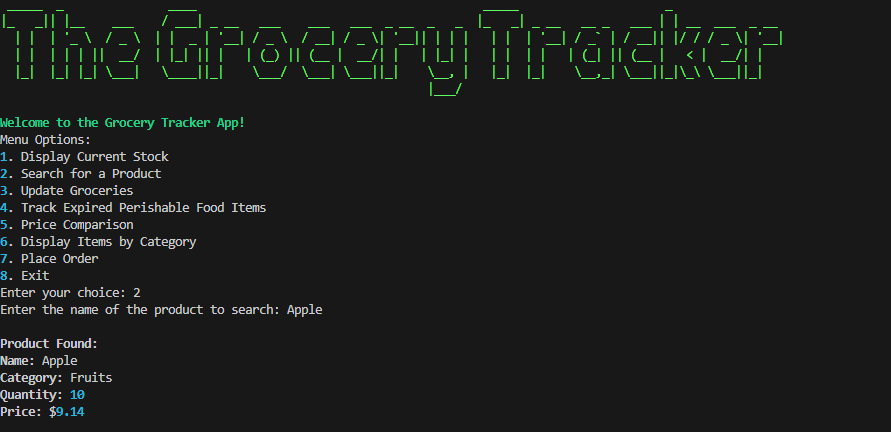 The Grocery Tracker
Welcome to the Grocery Tracker App!
Menu Options:
1. Display Current Stock
2. Search for a Product
3. Update Groceries
4. Track Expired Perishable Food Items
5. Price Comparison
6. Display Items by Category
7. Place Order
8. Exit
Enter your choice: 2
Enter the name of the product to search: Apple
Product Found:
Name: Apple
Category: Fruits
Quantity: 10
Price: $9.14